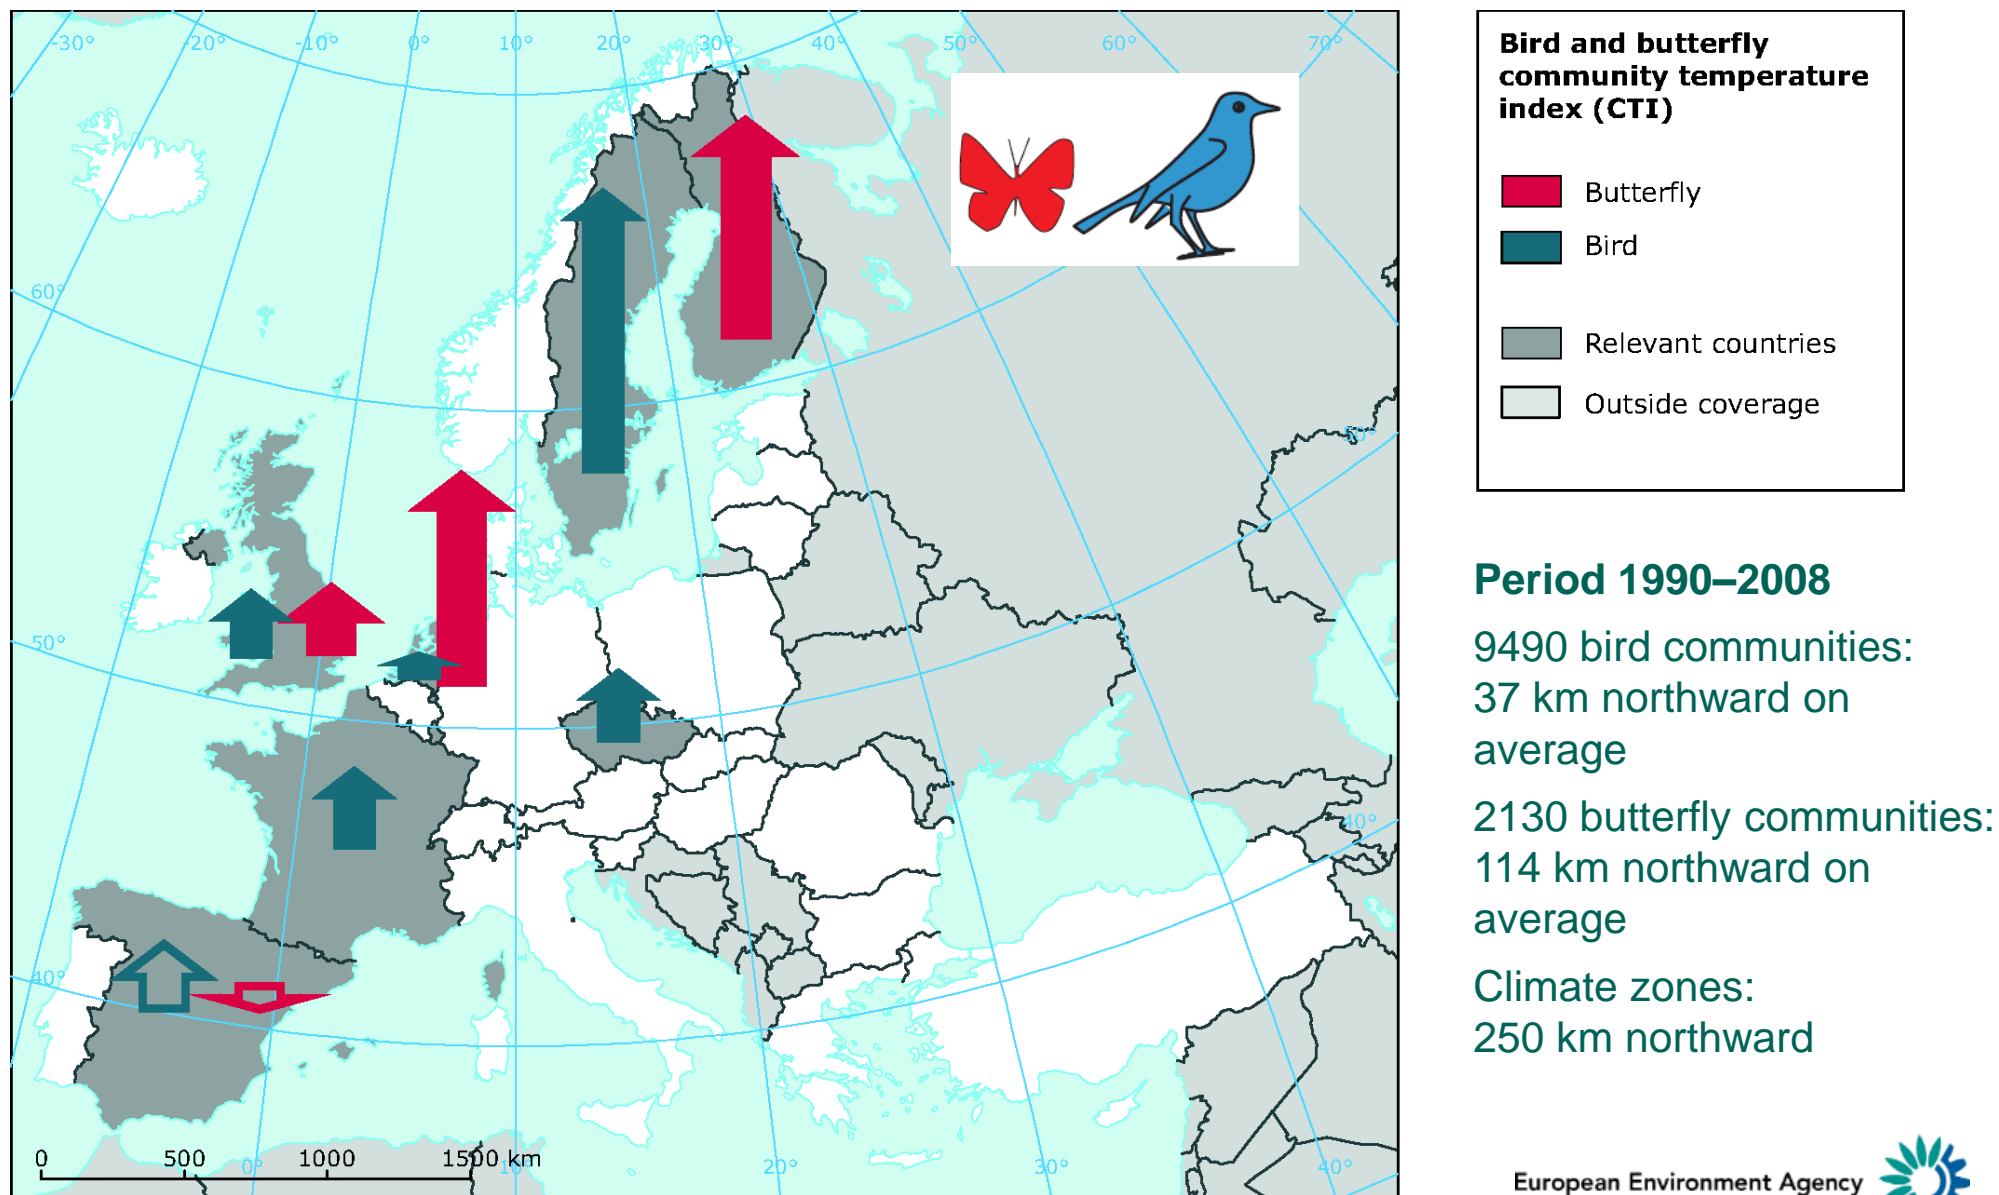 -30°
-20°
-10°
0°
10°
20°
30°
40°
50°
60°
70°
60°
50°
50°
40°
40°
0
500
1000
1500 km
0°
10°
20°
30°
40°
Bird and butterfly
community temperature
index (CTI)
Butterfly
Bird
Relevant countries
Outside coverage
Period 1990–2008
9490 bird communities:
37 km northward on
average
2130 butterfly communities:
114 km northward on
average
Climate zones:
250 km northward
European Environment Agency